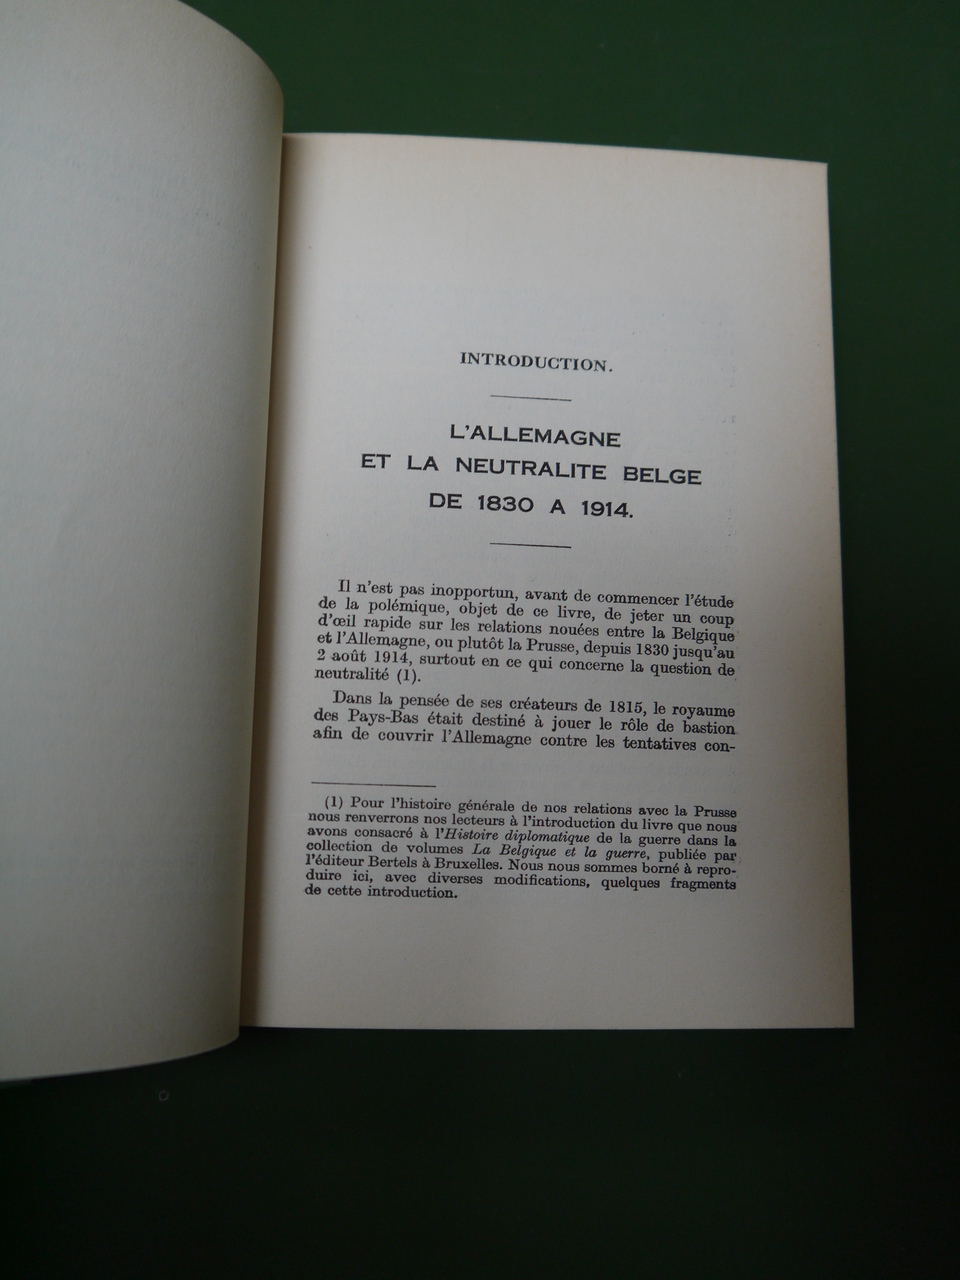 INTRODUCTION.
L'ALLEMAGNE
ET LA NEUTRALITE BELGE
DE 1830 A 1914.
Il n'est pas inopportun, avant de commencer l'étude
de la polémique, objet de ce livre, de jeter un coup
d'œil rapide sur les relations nouées entre la Belgique
et l'Allemagne, ou plutôt la Prusse, depuis 1830 jusqu'au
2 août 1914, surtout en ce qui concerne la question de
neutralité (1).
Dans la pensée de ses créateurs de 1815, le royaume
des Pays-Bas était destiné à jouer le rôle de bastion
afin de couvrir l'Allemagne contre les tentatives con-
(1) Pour l'histoire générale de nos relations avec la Prusse
nous renverrons nos lecteurs à l'introduction du livre que nous
avons consacré à l'Histoire diplomatique de la guerre dans la
collection de volumes La Belgique et la guerre, publiée par
l'éditeur Bertels à Bruxelles. Nous nous sommes borné à repro-
duire ici, avec diverses modifications, quelques fragments
de cette introduction.